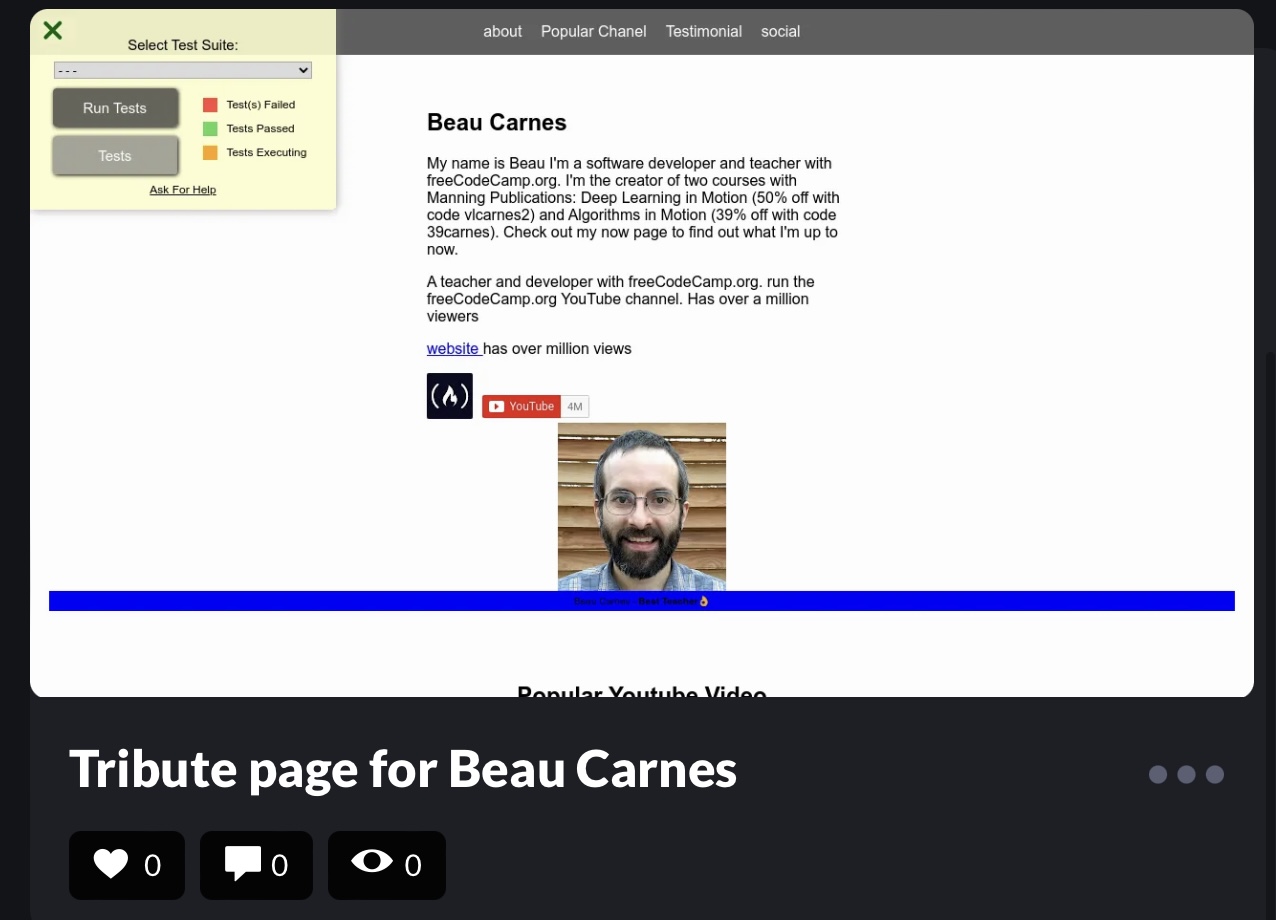 Select Test Suite:
- - -
Run Tests
Tests
Test(s) Failed
Tests Passed
Tests Executing
Ask For Help
about Popular Chanel Testimonial social
Beau Carnes
My name is Beau I'm a software developer and teacher with
freeCodeCamp.org. I'm the creator of two courses with
Manning Publications: Deep Learning in Motion (50% off with
code vlcarnes2) and Algorithms in Motion (39% off with code
39carnes). Check out my now page to find out what I'm up to
now.
A teacher and developer with freeCodeCamp.org. run the
freeCodeCamp.org YouTube channel. Has over a million
viewers
website has over million views
YouTube 4M
Beau Carnes - Best Teacher👌
Popular Youtube Video
Tribute page for Beau Carnes
0 0 0